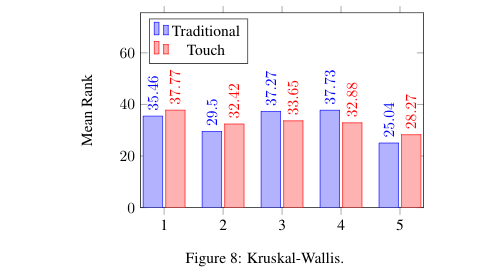 Traditional
Touch
Mean Rank
60
40
20
0
35.46
37.77
29.5
32.42
37.27
33.65
37.73
32.88
25.04
28.27
1 2 3 4 5
Figure 8: Kruskal-Wallis.